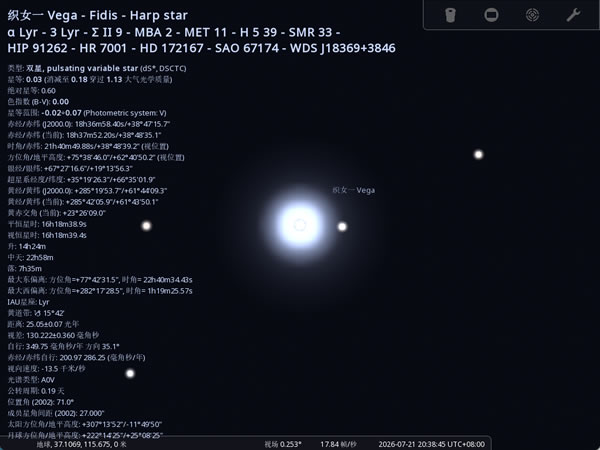 织女一 Vega - Fidis - Harp star
α Lyr - 3 Lyr - Σ II 9 - MBA 2 - MET 11 - H 5 39 - SMR 33 -
HIP 91262 - HR 7001 - HD 172167 - SAO 67174 - WDS J18369+3846
类型: 双星, pulsating variable star (dS*, DSCTC)
星等: 0.03 (消减至 0.18 穿过 1.13 大气光学质量)
绝对星等: 0.60
色指数 (B-V): 0.00
星等范围: -0.02÷0.07 (Photometric system: V)
赤经/赤纬 (J2000.0): 18h36m58.40s/+38°47'15.7"
赤经/赤纬 (当前): 18h37m52.20s/+38°48'35.1"
时角/赤纬: 21h40m49.88s/+38°48'39.2" (视位置)
方位角/地平高度: +75°38'46.0"/+62°40'50.2" (视位置)
银经/银纬: +67°27'16.6"/+19°13'56.3"
超星系经度/纬度: +35°19'26.3"/+66°35'01.9"
黄经/黄纬 (J2000.0): +285°19'53.7"/+61°44'09.3"
黄经/黄纬 (当前): +285°42'05.9"/+61°43'50.1"
黄赤交角 (当前): +23°26'09.0"
平恒星时: 16h18m38.9s
视恒星时: 16h18m39.4s
升: 14h24m
中天: 22h58m
落: 7h35m
最大东偏离: 方位角=+77°42'31.5", 时角= 22h40m34.43s
最大西偏离: 方位角=+282°17'28.5", 时角= 1h19m25.57s
IAU星座: Lyr
黄道带: ♑ 15°42'
距离: 25.05±0.07 光年
视差: 130.222±0.360 毫角秒
自行: 349.75 毫角秒/年 方向 35.1°
赤经/赤纬自行: 200.97 286.25 (毫角秒/年)
视向速度: -13.5 千米/秒
光谱类型: A0V
公转周期: 0.19 天
位置角 (2002): 71.0°
成员星角间距 (2002): 27.000"
太阳方位角/地平高度: +307°13'52"/-11°49'50"
月球方位角/地平高度: +222°14'25"/+25°08'25"
织女一 Vega
地球, 37.1069, 115.675, 0 米
视场 0.253°
17.84 帧/秒
2026-07-21 20:38:45 UTC+08:00